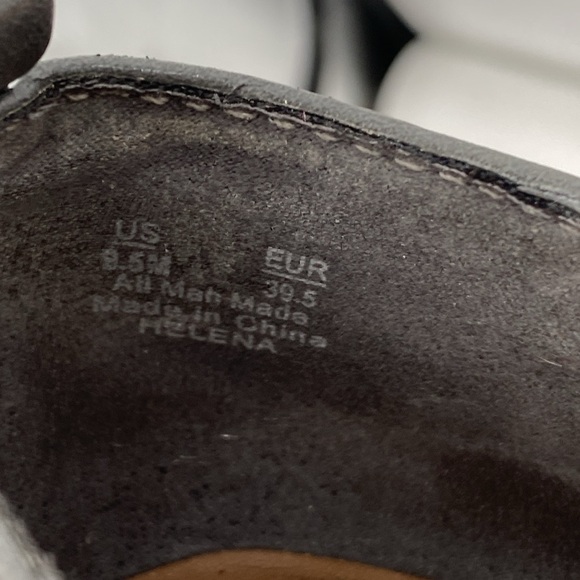 US EUR
8.5M 39.5
All Man Made
Made in China
HELENA